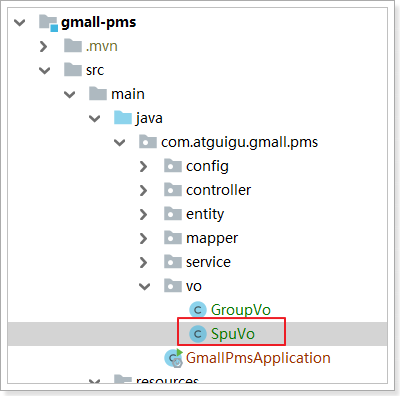 gmall-pms
.mvn
src
main
java
com.atguigu.gmall.pms
config
controller
entity
mapper
service
vo
GroupVo
SpuVo
GmallPmsApplication
resources